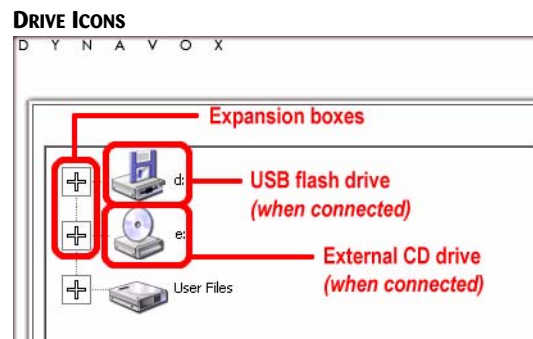 DRIVE ICONS
D Y N A V O X
Expansion boxes
d:
USB flash drive
(when connected)
e:
External CD drive
(when connected)
User Files